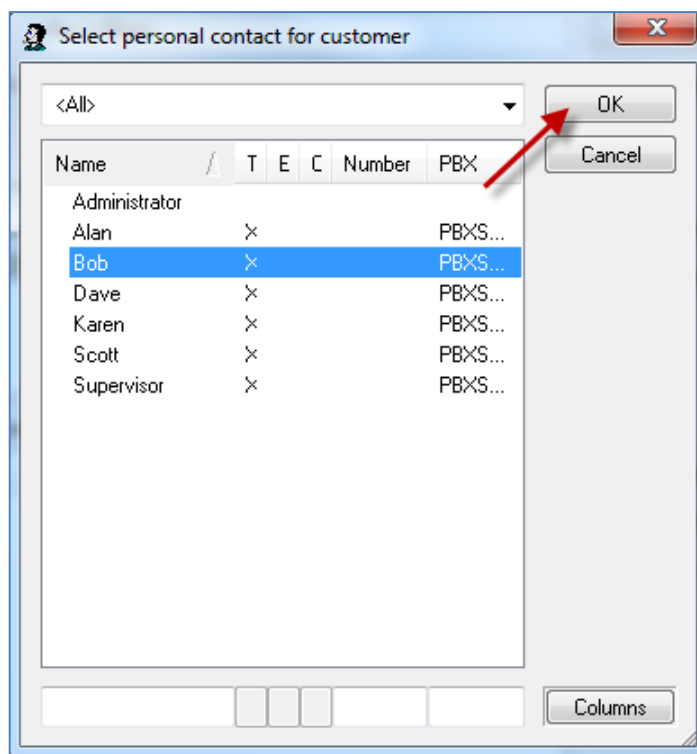 Select personal contact for customer
<All>
OK
Cancel
Name T E C Number PBX
Administrator
Alan X PBXS...
Bob X PBXS...
Dave X PBXS...
Karen X PBXS...
Scott X PBXS...
Supervisor X PBXS...
Columns